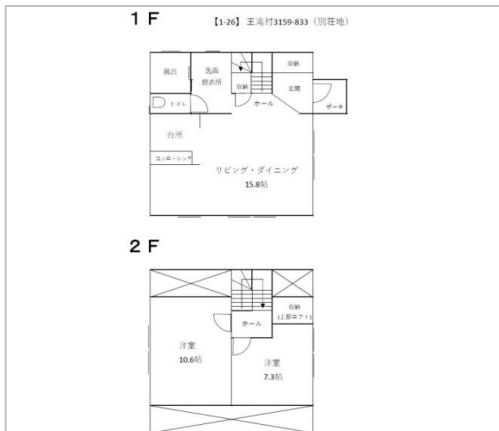 1 F
【1-26】 王滝村3159-833（別荘地）
風呂
洗面
脱衣所
収納
収納
玄関
ホール
ポーチ
トイレ
台所
コンロ・シンク
リビング・ダイニング
15.8帖
2 F
収納
(上部ロフト)
ホール
洋室
10.6帖
洋室
7.3帖